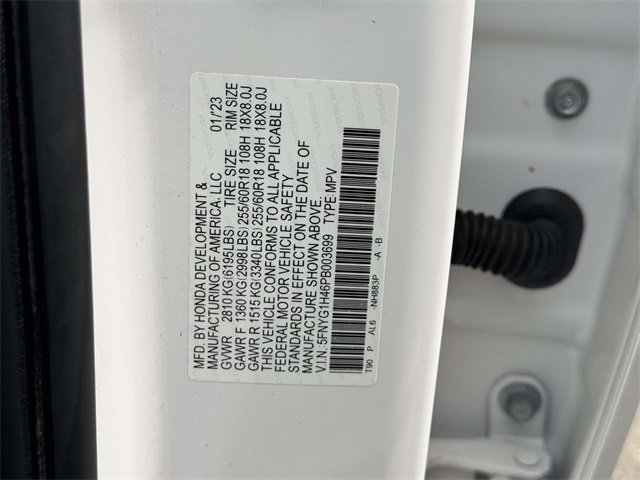 MFD. BY HONDA DEVELOPMENT &
MANUFACTURING OF AMERICA, LLC 01/23
GVWR 2810 KG(6195LBS) TIRE SIZE RIM SIZE
GAWR F 1360 KG(2998LBS) 255/60R18 108H 18X8.0J
GAWR R 1515 KG(3340LBS) 255/60R18 108H 18X8.0J
THIS VEHICLE CONFORMS TO ALL APPLICABLE
FEDERAL MOTOR VEHICLE SAFETY
STANDARDS IN EFFECT ON THE DATE OF
MANUFACTURE SHOWN ABOVE.
V.I.N.:5FNYG1H46PB003699 TYPE:MPV
T90 P AL6 -NH883P -A -B